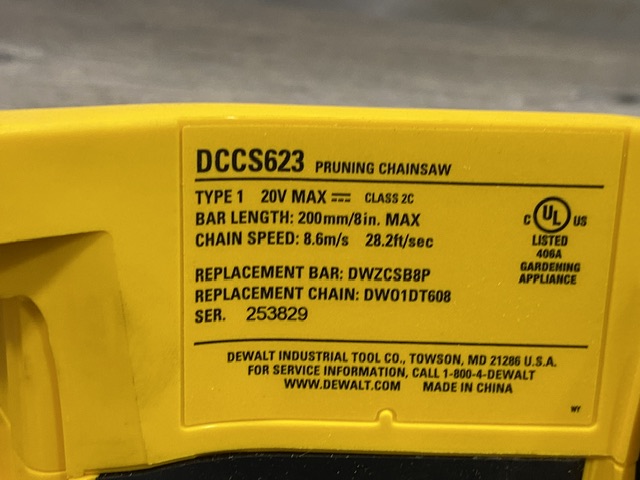 DCCS623 PRUNING CHAINSAW
TYPE 1 20V MAX CLASS 2C
BAR LENGTH: 200mm/8in. MAX
CHAIN SPEED: 8.6m/s 28.2ft/sec
C UL US
LISTED
406A
GARDENING
APPLIANCE
REPLACEMENT BAR: DWZCSB8P
REPLACEMENT CHAIN: DWO1DT608
SER. 253829
DEWALT INDUSTRIAL TOOL CO., TOWSON, MD 21286 U.S.A.
FOR SERVICE INFORMATION, CALL 1-800-4-DEWALT
WWW.DEWALT.COM MADE IN CHINA
WY